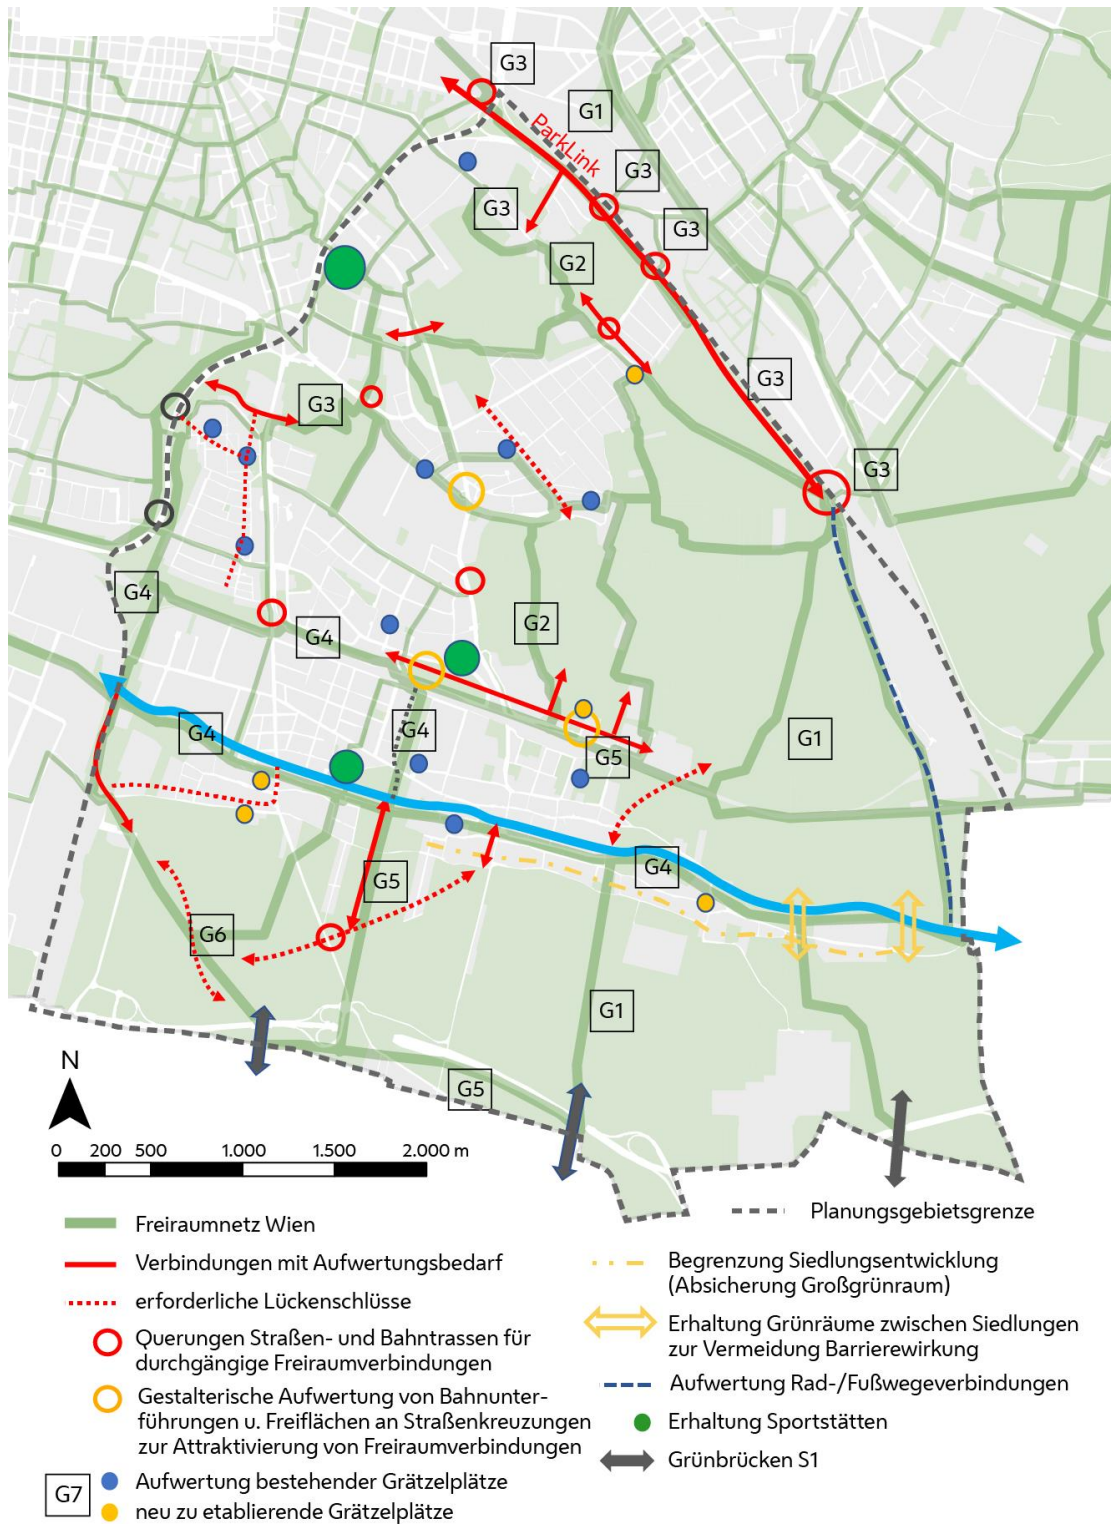 G3
G1
ParkLink
G3
G3
G3
G2
G3
G3
G3
G4
G4
G2
G4
G4
G5
G1
G4
G5
G6
G1
G5
N
0 200 500 1.000 1.500 2.000 m
Freiraumnetz Wien
Verbindungen mit Aufwertungsbedarf
erforderliche Lückenschlüsse
Querungen Straßen- und Bahntrassen für
durchgängige Freiraumverbindungen
Gestalterische Aufwertung von Bahnunter-
führungen u. Freiflächen an Straßenkreuzungen
zur Attraktivierung von Freiraumverbindungen
G7
Aufwertung bestehender Grätzelplätze
neu zu etablierende Grätzelplätze
Planungsgebietsgrenze
Begrenzung Siedlungsentwicklung
(Absicherung Großgrünraum)
Erhaltung Grünräume zwischen Siedlungen
zur Vermeidung Barrierewirkung
Aufwertung Rad-/Fußwegeverbindungen
Erhaltung Sportstätten
Grünbrücken S1